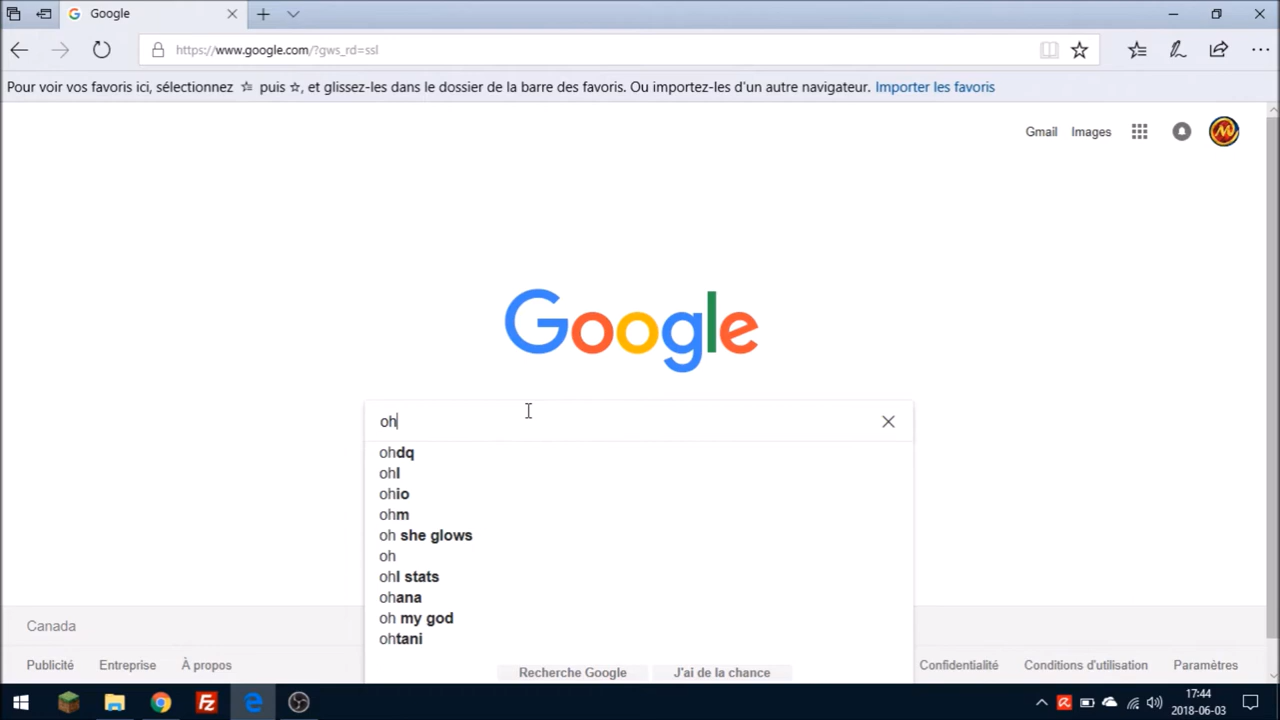 Google
https://www.google.com/?gws_rd=ssl
Pour voir vos favoris ici, sélectionnez puis ☆, et glissez-les dans le dossier de la barre des favoris. Ou importez-les d'un autre navigateur. Importer les favoris
Gmail Images
Google
oh
ohdq
ohl
ohio
ohm
oh she glows
oh
ohl stats
ohana
oh my god
ohtani
Recherche Google J'ai de la chance
Canada
Publicité Entreprise À propos Confidentialité Conditions d'utilisation Paramètres
Fz
17:44
2018-06-03